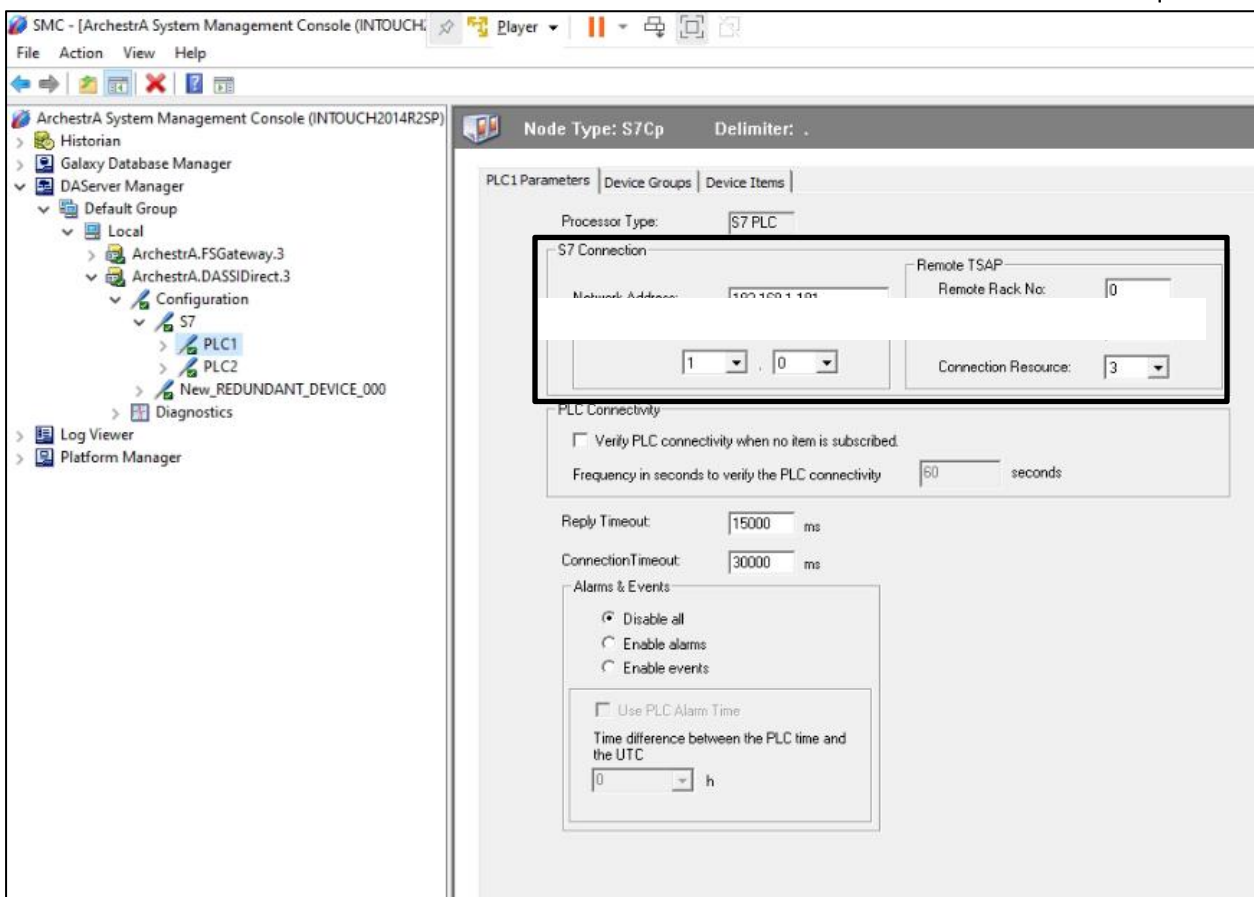 SMC - [ArchestrA System Management Console (INTOUCH
Player
File Action View Help
ArchestrA System Management Console (INTOUCH2014R2SP)
Historian
Galaxy Database Manager
DAServer Manager
Default Group
Local
ArchestrA.FSGateway.3
ArchestrA.DASSIDirect.3
Configuration
S7
PLC1
PLC2
New_REDUNDANT_DEVICE_000
Diagnostics
Log Viewer
Platform Manager
Node Type: S7Cp Delimiter: .
PLC1 Parameters Device Groups Device Items
Processor Type: S7 PLC
S7 Connection
Remote TSAP
Remote Rack No: 0
Network Address:
1 . 0
Connection Resource: 3
PLC Connectivity
Verify PLC connectivity when no item is subscribed.
Frequency in seconds to verify the PLC connectivity 60 seconds
Reply Timeout: 15000 ms
ConnectionTimeout: 30000 ms
Alarms & Events
Disable all
Enable alarms
Enable events
Use PLC Alarm Time
Time difference between the PLC time and
the UTC
0 h